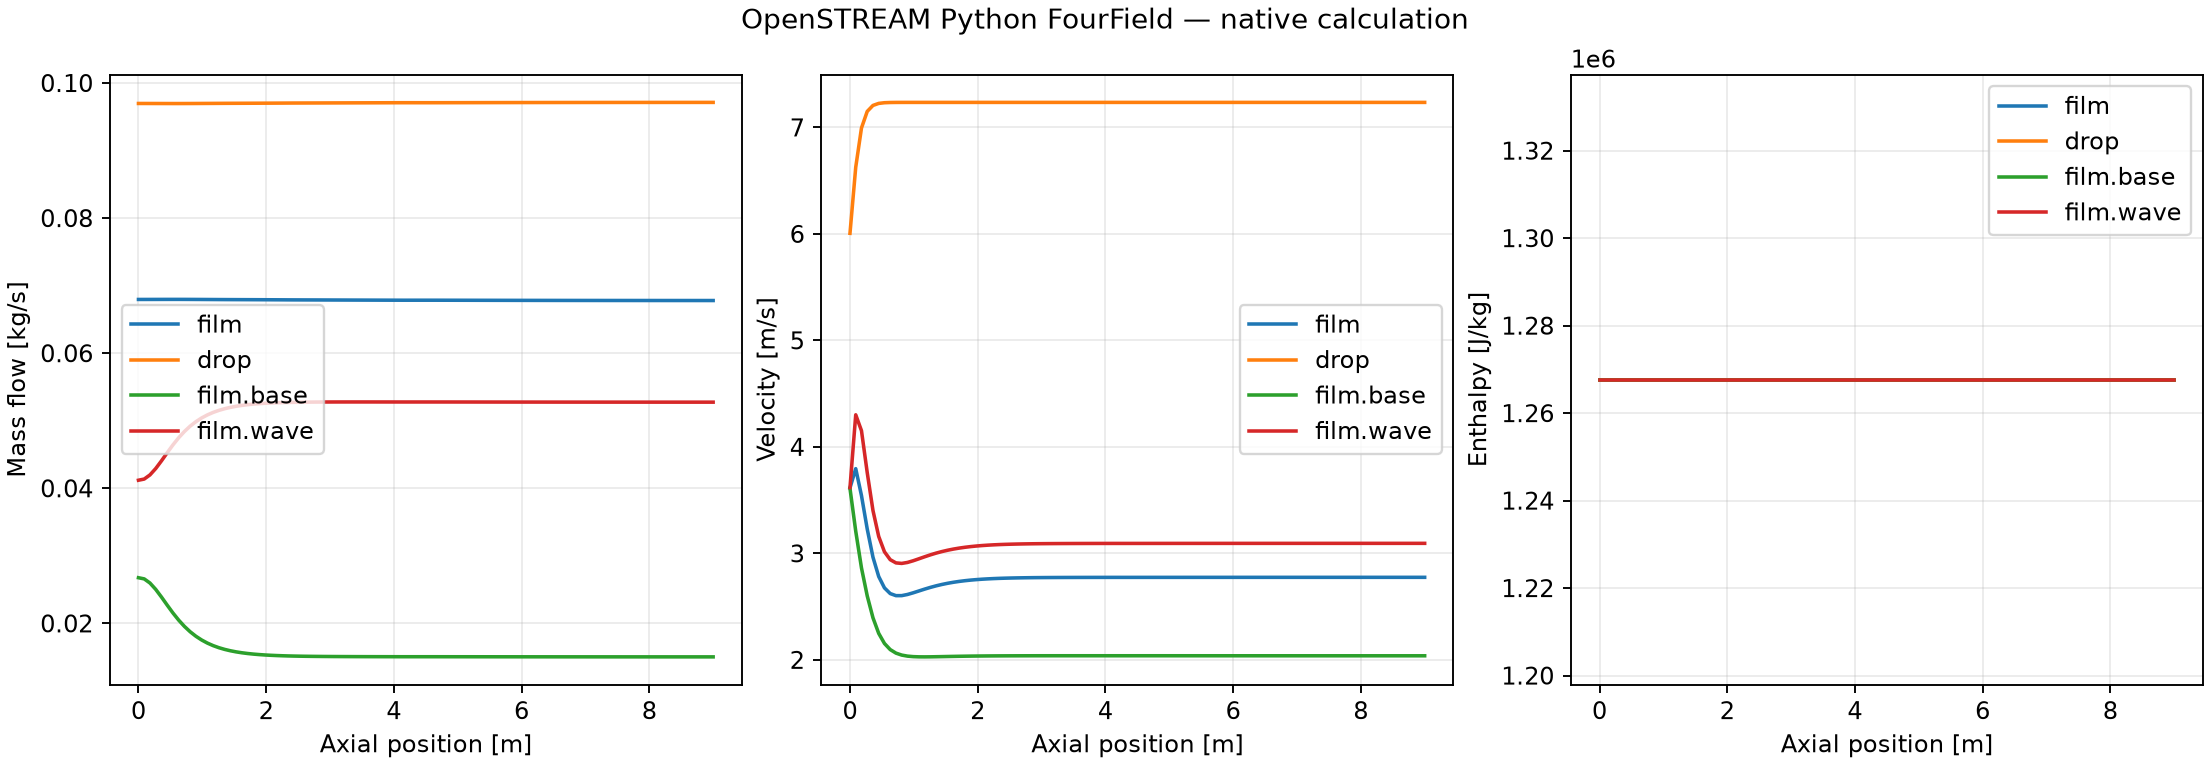 OpenSTREAM Python FourField — native calculation
Mass flow [kg/s]
0.10
0.08
0.06
0.04
0.02
film
drop
film.base
film.wave
0 2 4 6 8
Axial position [m]
Velocity [m/s]
7
6
5
4
3
2
film
drop
film.base
film.wave
0 2 4 6 8
Axial position [m]
1e6
Enthalpy [J/kg]
1.32
1.30
1.28
1.26
1.24
1.22
1.20
film
drop
film.base
film.wave
0 2 4 6 8
Axial position [m]